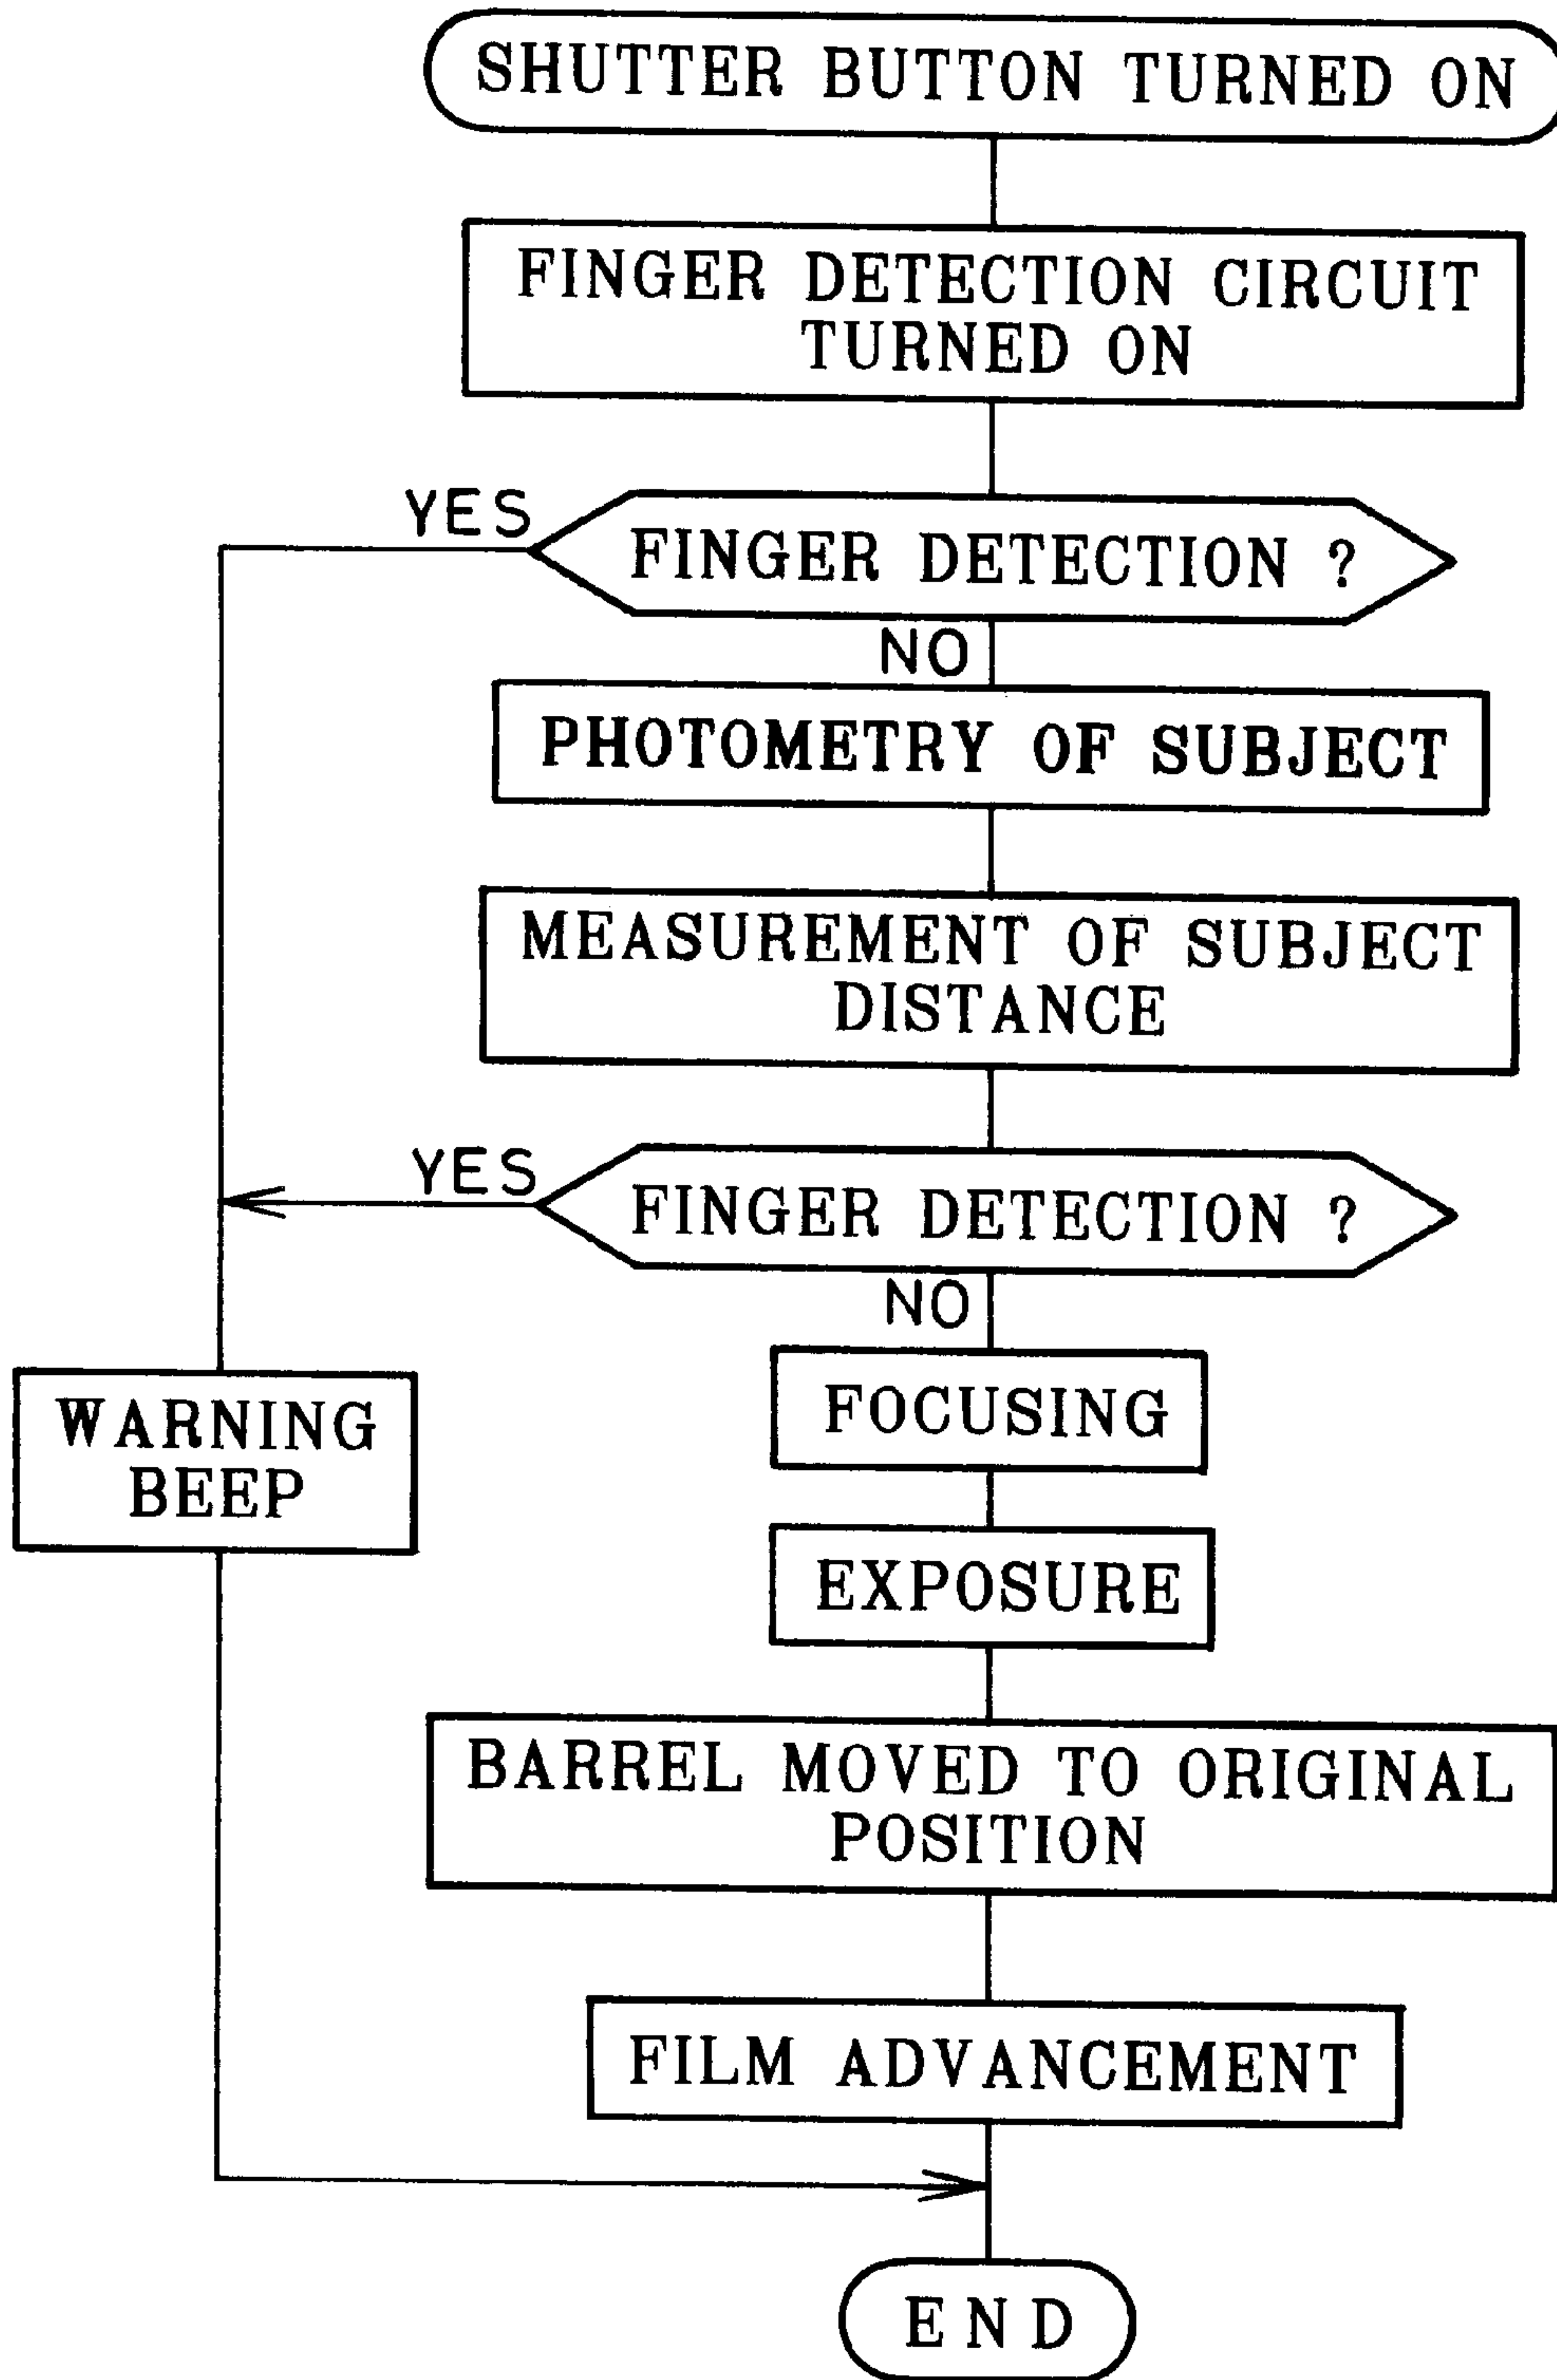 SHUTTER BUTTON TURNED ON
FINGER DETECTION CIRCUIT
TURNED ON
YES
FINGER DETECTION ?
NO
PHOTOMETRY OF SUBJECT
MEASUREMENT OF SUBJECT
DISTANCE
YES
FINGER DETECTION ?
NO
FOCUSING
WARNING
BEEP
EXPOSURE
BARREL MOVED TO ORIGINAL
POSITION
FILM ADVANCEMENT
END